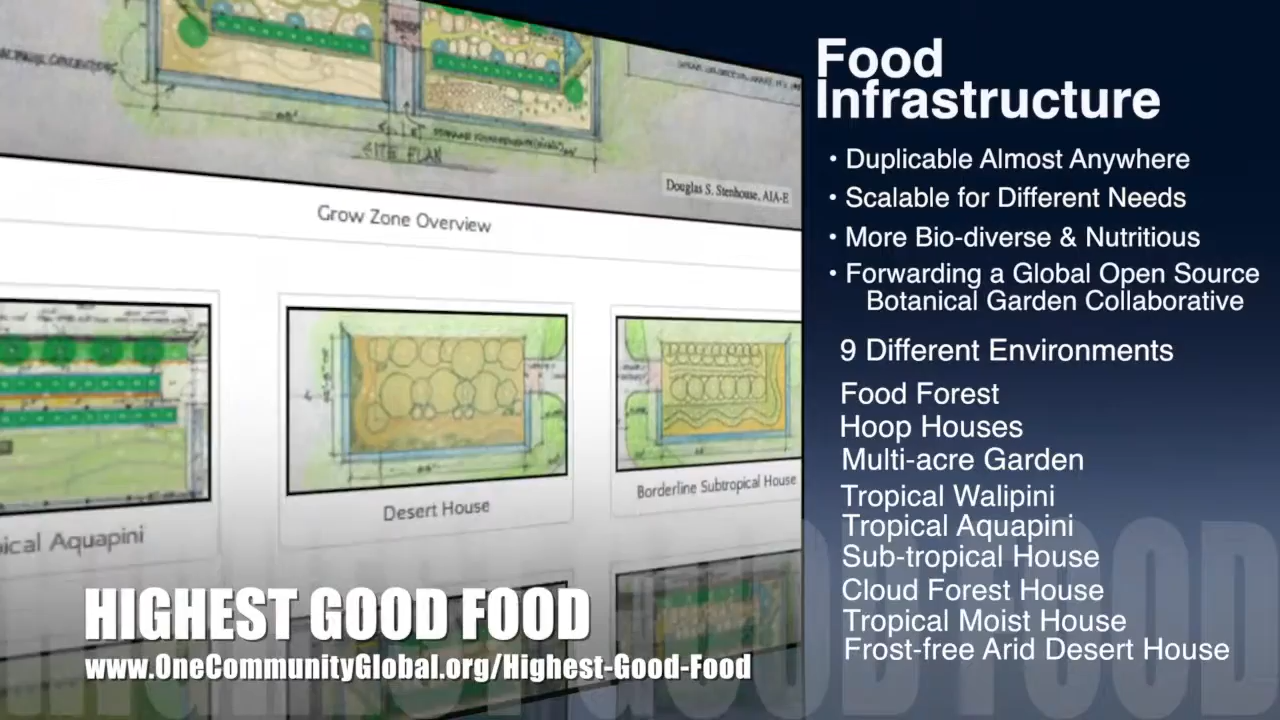 SITE PLAN
Douglas S. Stenhouse, AIA-E
Grow Zone Overview
ical Aquapini
Desert House
Borderline Subtropical House
HIGHEST GOOD FOOD
www.OneCommunityGlobal.org/Highest-Good-Food
Food
Infrastructure
• Duplicable Almost Anywhere
• Scalable for Different Needs
• More Bio-diverse & Nutritious
• Forwarding a Global Open Source
Botanical Garden Collaborative
9 Different Environments
Food Forest
Hoop Houses
Multi-acre Garden
Tropical Walipini
Tropical Aquapini
Sub-tropical House
Cloud Forest House
Tropical Moist House
Frost-free Arid Desert House
HIGHEST GOOD FOOD